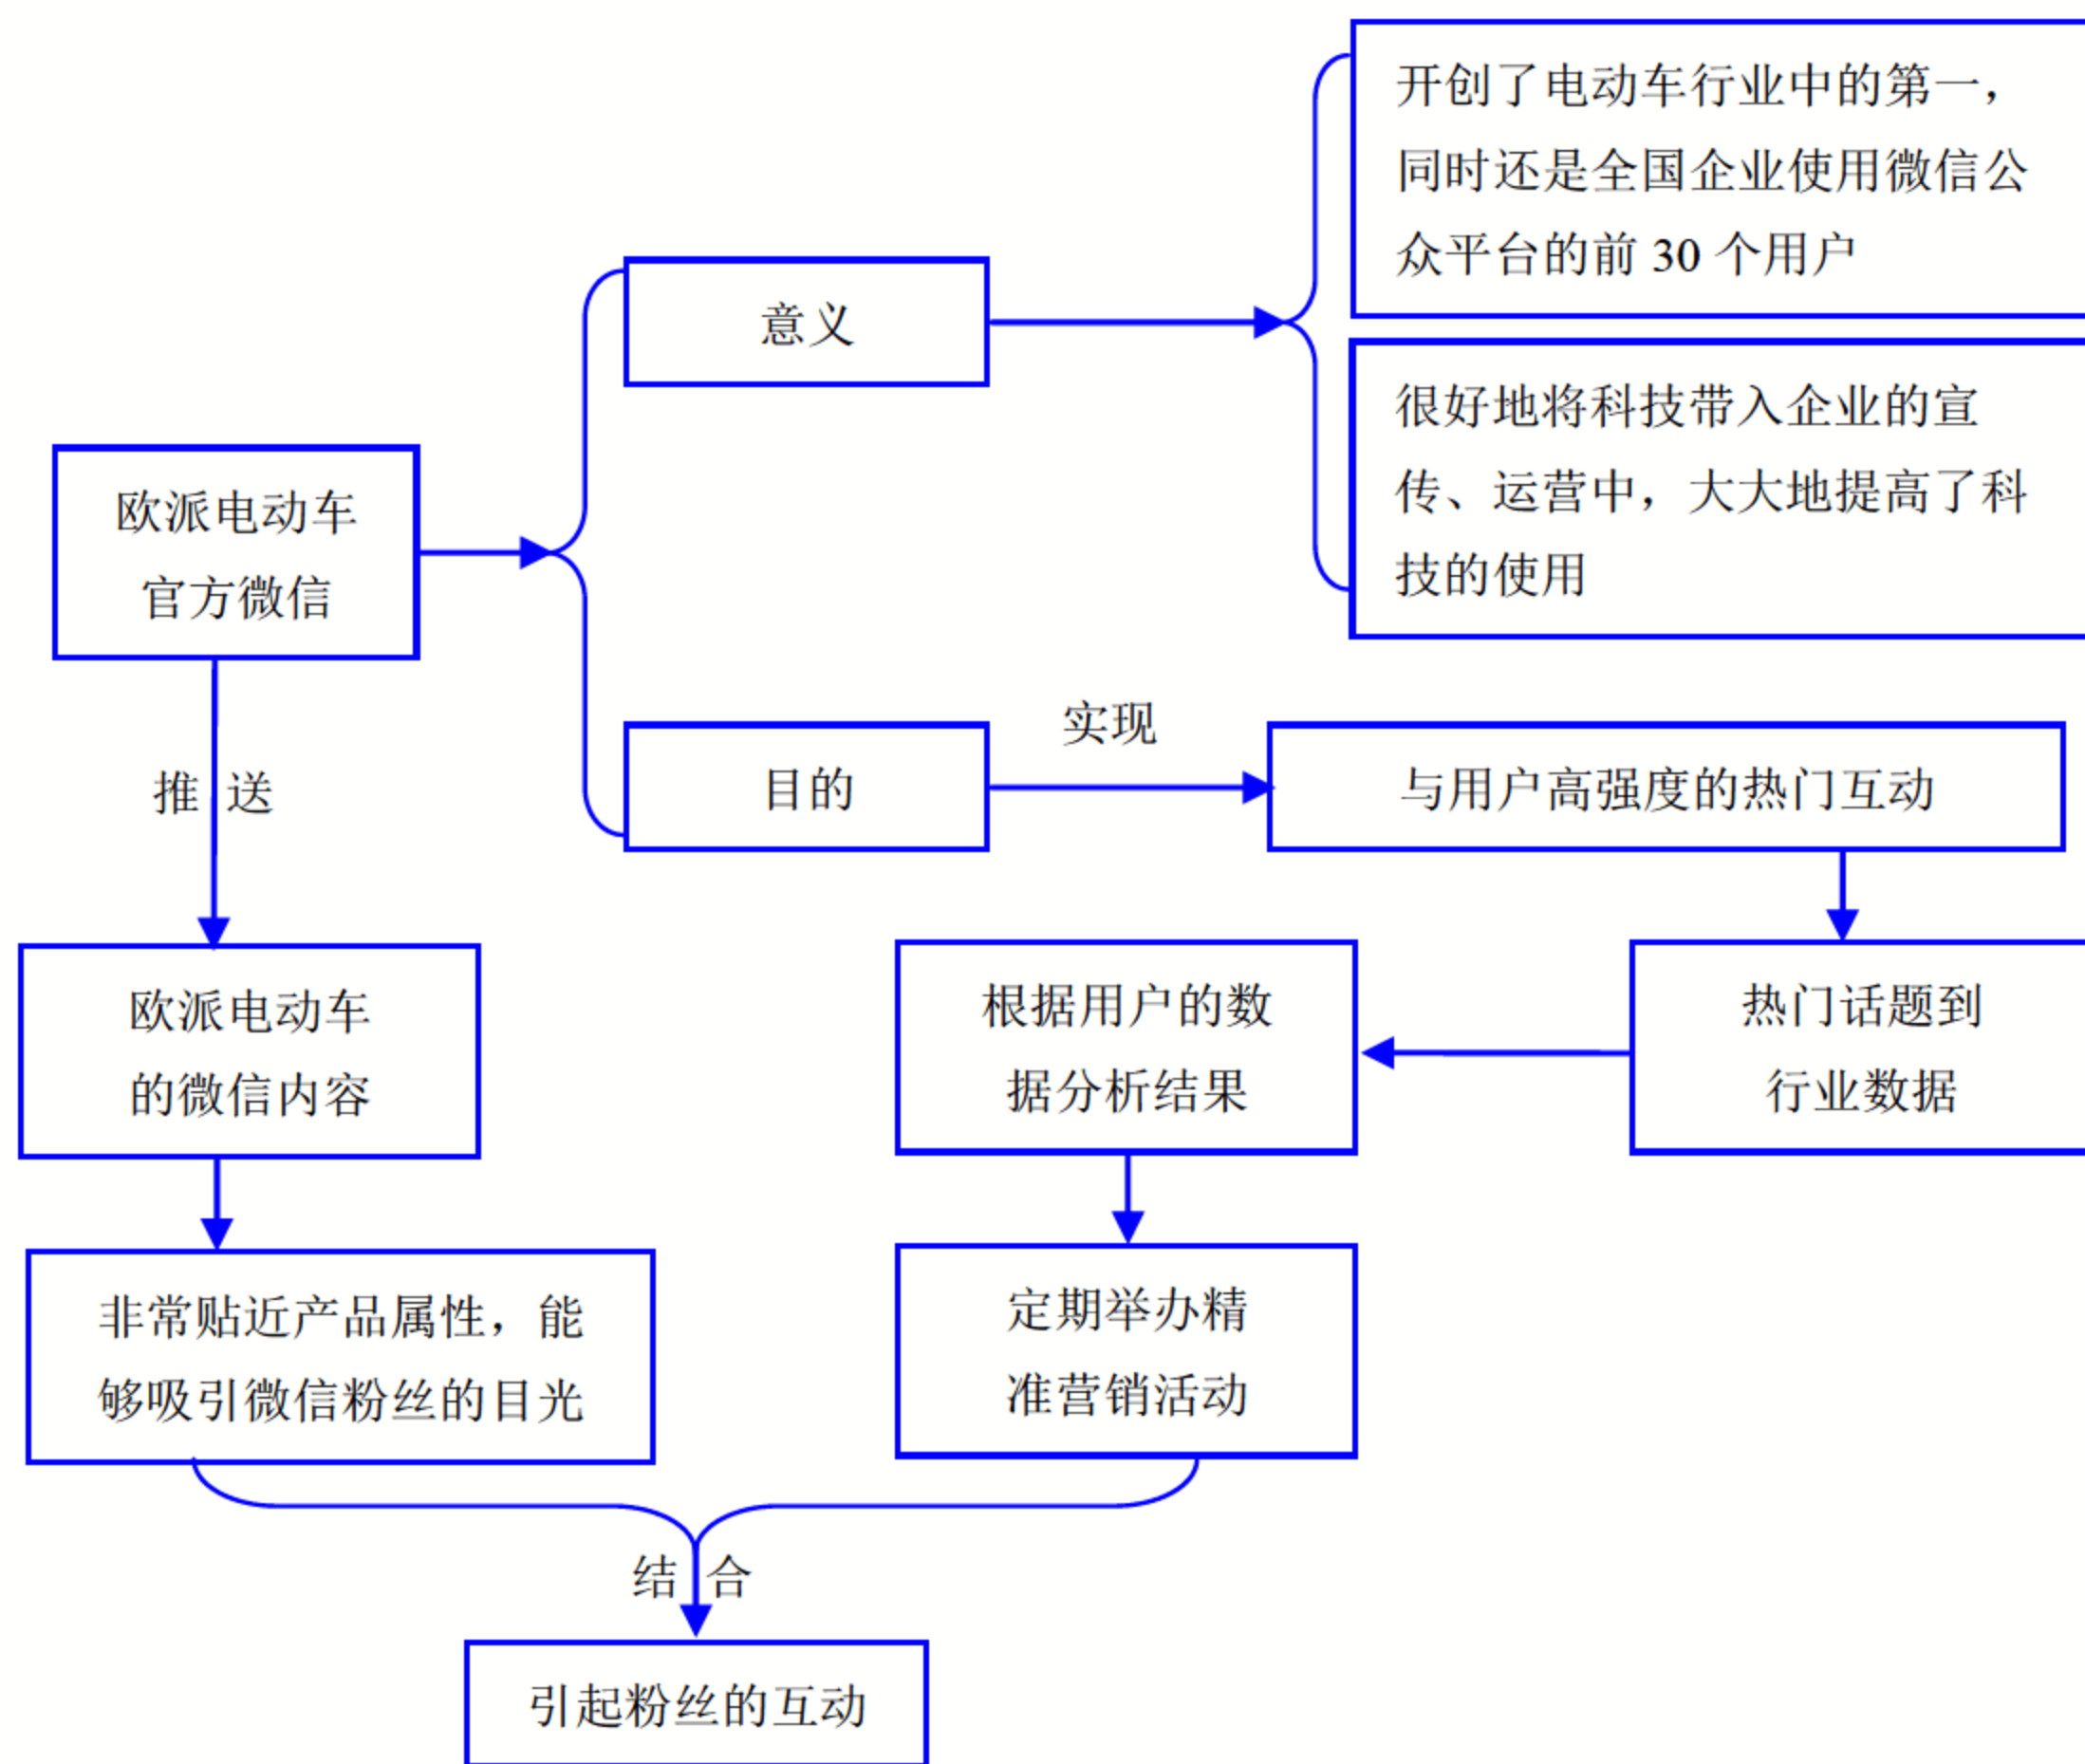 开创了电动车行业中的第一，
同时还是全国企业使用微信公
众平台的前 30 个用户
意义
很好地将科技带入企业的宣
传、运营中，大大地提高了科
技的使用
欧派电动车
官方微信
实现
目的
与用户高强度的热门互动
推 送
欧派电动车
的微信内容
根据用户的数
据分析结果
热门话题到
行业数据
非常贴近产品属性，能
够吸引微信粉丝的目光
定期举办精
准营销活动
结 合
引起粉丝的互动